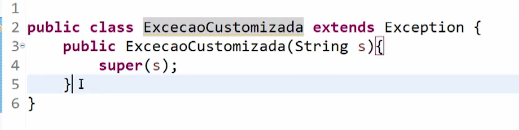 1
2 public class ExcecaoCustomizada extends Exception {
3 public ExcecaoCustomizada(String s){
4 super(s);
5 }
6 }